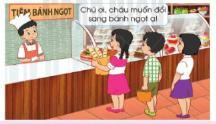 TIỆM BÁNH NGỌT
Chú ơi, cháu muốn đổi
sang bánh ngọt ạ!